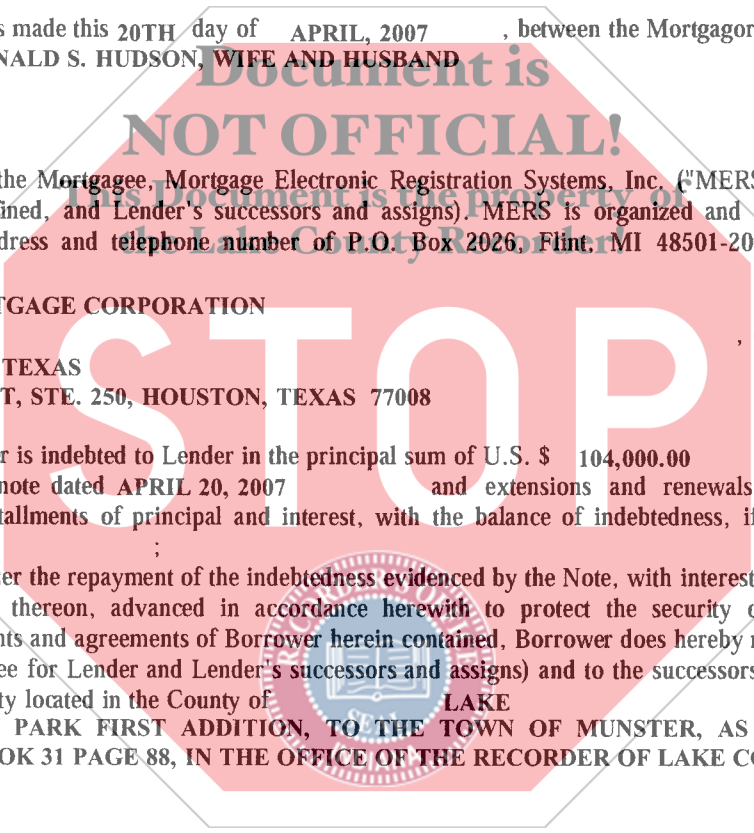 s made this 20TH day of APRIL, 2007 , between the Mortgagor
NALD S. HUDSON, WIFE AND HUSBAND
Document is
NOT OFFICIAL!
the Mortgagee, Mortgage Electronic Registration Systems, Inc. ("MERS
This Document is the property of
ined, and Lender's successors and assigns). MERS is organized and
dress and telephone number of P.O. Box 2026, Flint, MI 48501-20
the Lake County Recorder!
TGAGE CORPORATION
,
TEXAS
T, STE. 250, HOUSTON, TEXAS 77008
STOP
r is indebted to Lender in the principal sum of U.S. $ 104,000.00
note dated APRIL 20, 2007 and extensions and renewals
tallments of principal and interest, with the balance of indebtedness, if
;
er the repayment of the indebtedness evidenced by the Note, with interest
thereon, advanced in accordance herewith to protect the security o
nts and agreements of Borrower herein contained, Borrower does hereby
ee for Lender and Lender's successors and assigns) and to the successors
ty located in the County of LAKE
PARK FIRST ADDITION, TO THE TOWN OF MUNSTER, AS
OK 31 PAGE 88, IN THE OFFICE OF THE RECORDER OF LAKE CO
RECORDER'S OFFICE
SEAL
INDIANA